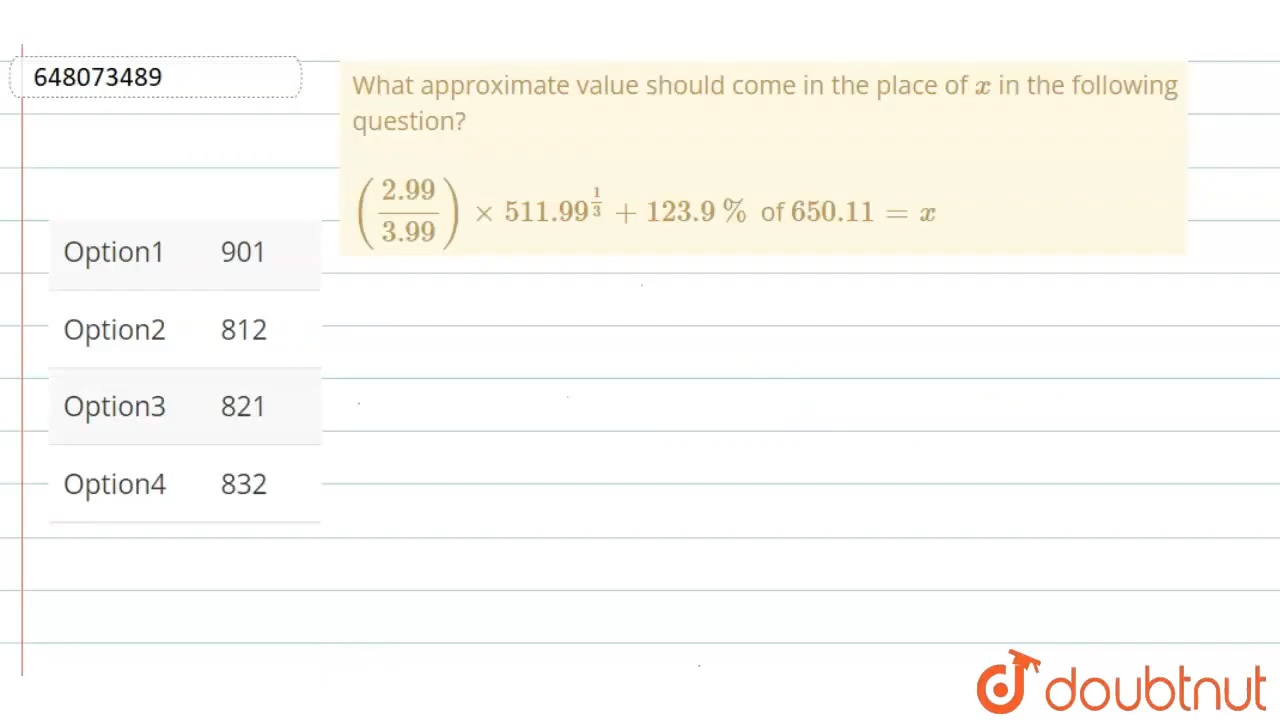 648073489
What approximate value should come in the place of x in the following
question?
(2.99/3.99) × 511.99^(1/3) + 123.9 % of 650.11 = x
Option1 901
Option2 812
Option3 821
Option4 832
doubtnut